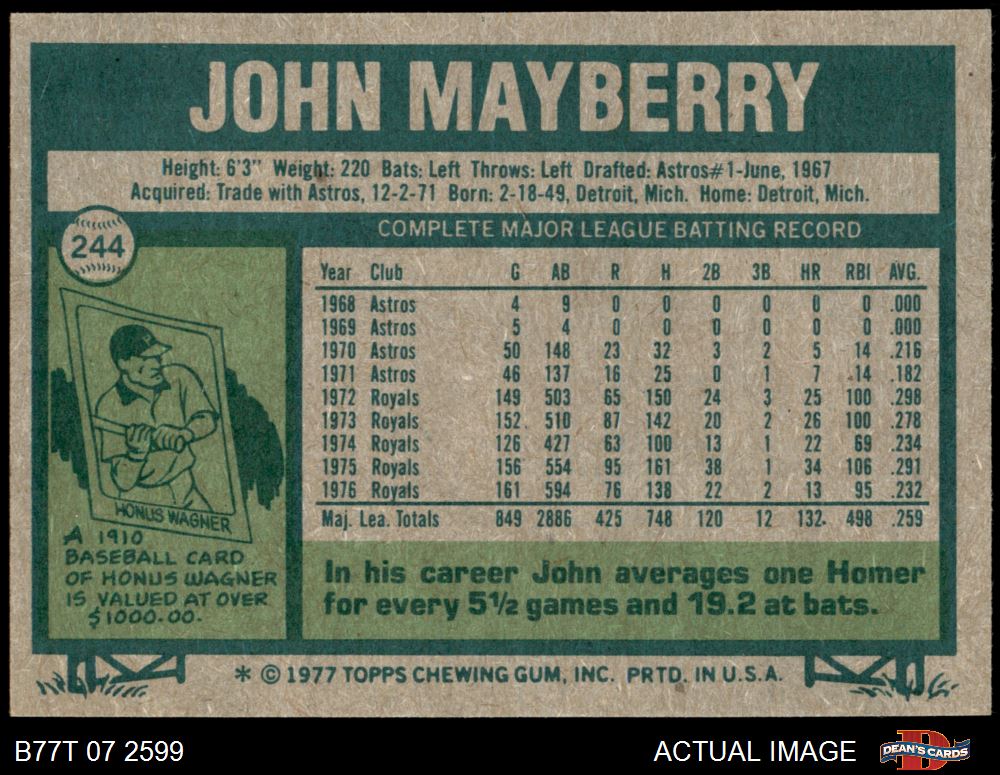 JOHN MAYBERRY
Height: 6'3" Weight: 220 Bats: Left Throws: Left Drafted: Astros#1-June, 1967
Acquired: Trade with Astros, 12-2-71 Born: 2-18-49, Detroit, Mich. Home: Detroit, Mich.
244
COMPLETE MAJOR LEAGUE BATTING RECORD
Year Club G AB R H 2B 3B HR RBI AVG.
1968 Astros 4 9 0 0 0 0 0 0 .000
1969 Astros 5 4 0 0 0 0 0 0 .000
1970 Astros 50 148 23 32 3 2 5 14 .216
1971 Astros 46 137 16 25 0 1 7 14 .182
1972 Royals 149 503 65 150 24 3 25 100 .298
1973 Royals 152 510 87 142 20 2 26 100 .278
1974 Royals 126 427 63 100 13 1 22 69 .234
1975 Royals 156 554 95 161 38 1 34 106 .291
1976 Royals 161 594 76 138 22 2 13 95 .232
Maj. Lea. Totals 849 2886 425 748 120 12 132 498 .259
HONUS WAGNER
A 1910
BASEBALL CARD
OF HONUS WAGNER
IS VALUED AT OVER
$1000.00.
In his career John averages one Homer
for every 5½ games and 19.2 at bats.
* © 1977 TOPPS CHEWING GUM, INC. PRTD. IN U.S.A.
B77T 07 2599
ACTUAL IMAGE
DEAN'S CARDS